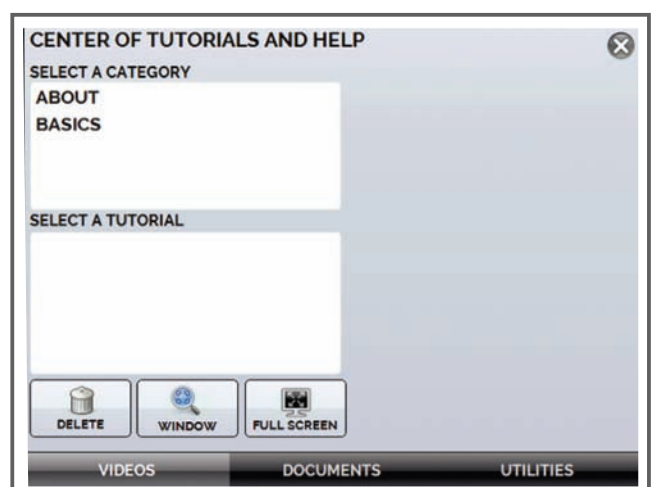 CENTER OF TUTORIALS AND HELP
SELECT A CATEGORY
ABOUT
BASICS
SELECT A TUTORIAL
DELETE
WINDOW
FULL SCREEN
VIDEOS
DOCUMENTS
UTILITIES